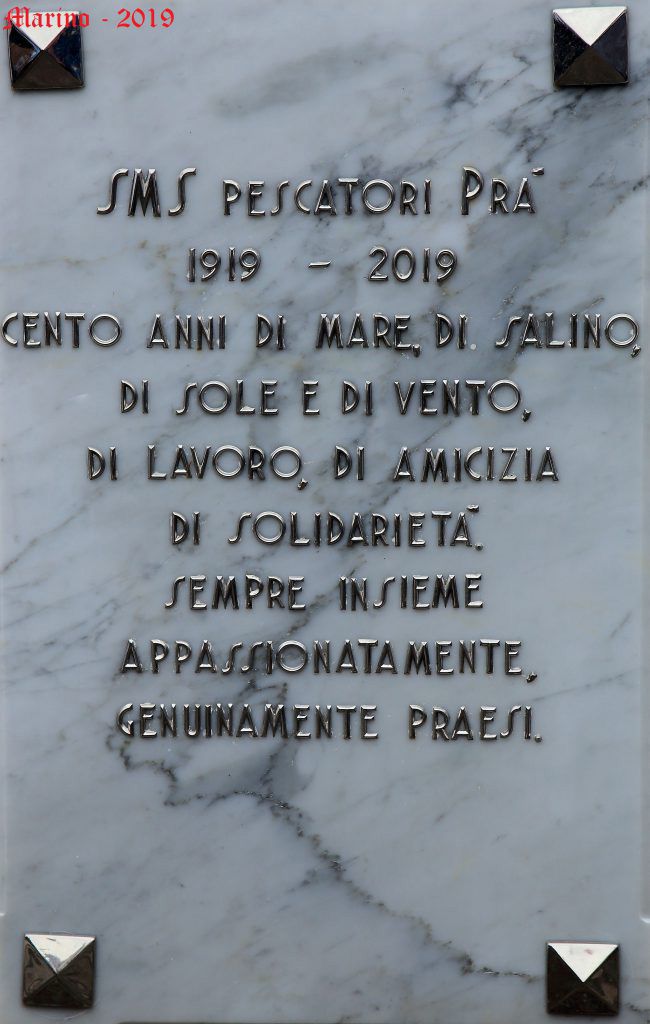 Marino - 2019
SMS PESCATORI PRÀ
1919 - 2019
CENTO ANNI DI MARE, DI SALINO,
DI SOLE E DI VENTO,
DI LAVORO, DI AMICIZIA
DI SOLIDARIETÀ.
SEMPRE INSIEME
APPASSIONATAMENTE,
GENUINAMENTE PRAESI.